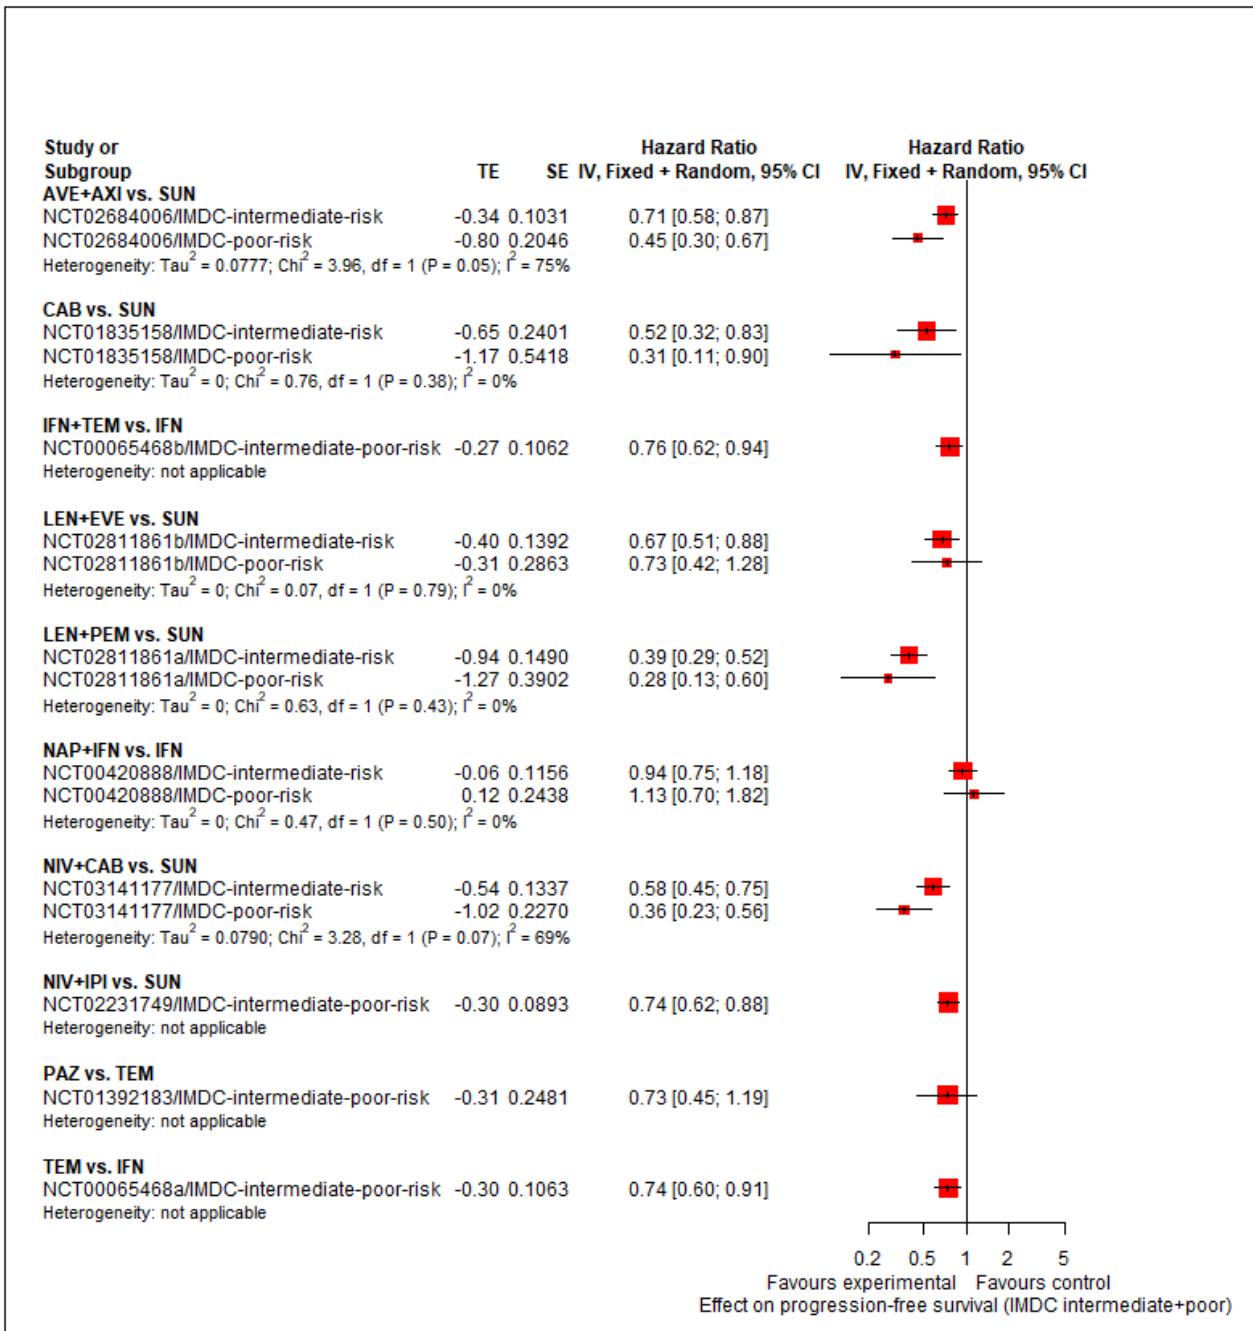 Study or Hazard Ratio Hazard Ratio
Subgroup TE SE IV, Fixed + Random, 95% CI IV, Fixed + Random, 95% CI
AVE+AXI vs. SUN
NCT02684006/IMDC-intermediate-risk -0.34 0.1031 0.71 [0.58; 0.87]
NCT02684006/IMDC-poor-risk -0.80 0.2046 0.45 [0.30; 0.67]
Heterogeneity: Tau² = 0.0777; Chi² = 3.96, df = 1 (P = 0.05); I² = 75%
CAB vs. SUN
NCT01835158/IMDC-intermediate-risk -0.65 0.2401 0.52 [0.32; 0.83]
NCT01835158/IMDC-poor-risk -1.17 0.5418 0.31 [0.11; 0.90]
Heterogeneity: Tau² = 0; Chi² = 0.76, df = 1 (P = 0.38); I² = 0%
IFN+TEM vs. IFN
NCT00065468b/IMDC-intermediate-poor-risk -0.27 0.1062 0.76 [0.62; 0.94]
Heterogeneity: not applicable
LEN+EVE vs. SUN
NCT02811861b/IMDC-intermediate-risk -0.40 0.1392 0.67 [0.51; 0.88]
NCT02811861b/IMDC-poor-risk -0.31 0.2863 0.73 [0.42; 1.28]
Heterogeneity: Tau² = 0; Chi² = 0.07, df = 1 (P = 0.79); I² = 0%
LEN+PEM vs. SUN
NCT02811861a/IMDC-intermediate-risk -0.94 0.1490 0.39 [0.29; 0.52]
NCT02811861a/IMDC-poor-risk -1.27 0.3902 0.28 [0.13; 0.60]
Heterogeneity: Tau² = 0; Chi² = 0.63, df = 1 (P = 0.43); I² = 0%
NAP+IFN vs. IFN
NCT00420888/IMDC-intermediate-risk -0.06 0.1156 0.94 [0.75; 1.18]
NCT00420888/IMDC-poor-risk 0.12 0.2438 1.13 [0.70; 1.82]
Heterogeneity: Tau² = 0; Chi² = 0.47, df = 1 (P = 0.50); I² = 0%
NIV+CAB vs. SUN
NCT03141177/IMDC-intermediate-risk -0.54 0.1337 0.58 [0.45; 0.75]
NCT03141177/IMDC-poor-risk -1.02 0.2270 0.36 [0.23; 0.56]
Heterogeneity: Tau² = 0.0790; Chi² = 3.28, df = 1 (P = 0.07); I² = 69%
NIV+IPI vs. SUN
NCT02231749/IMDC-intermediate-poor-risk -0.30 0.0893 0.74 [0.62; 0.88]
Heterogeneity: not applicable
PAZ vs. TEM
NCT01392183/IMDC-intermediate-poor-risk -0.31 0.2481 0.73 [0.45; 1.19]
Heterogeneity: not applicable
TEM vs. IFN
NCT00065468a/IMDC-intermediate-poor-risk -0.30 0.1063 0.74 [0.60; 0.91]
Heterogeneity: not applicable
0.2 0.5 1 2 5
Favours experimental Favours control
Effect on progression-free survival (IMDC intermediate+poor)